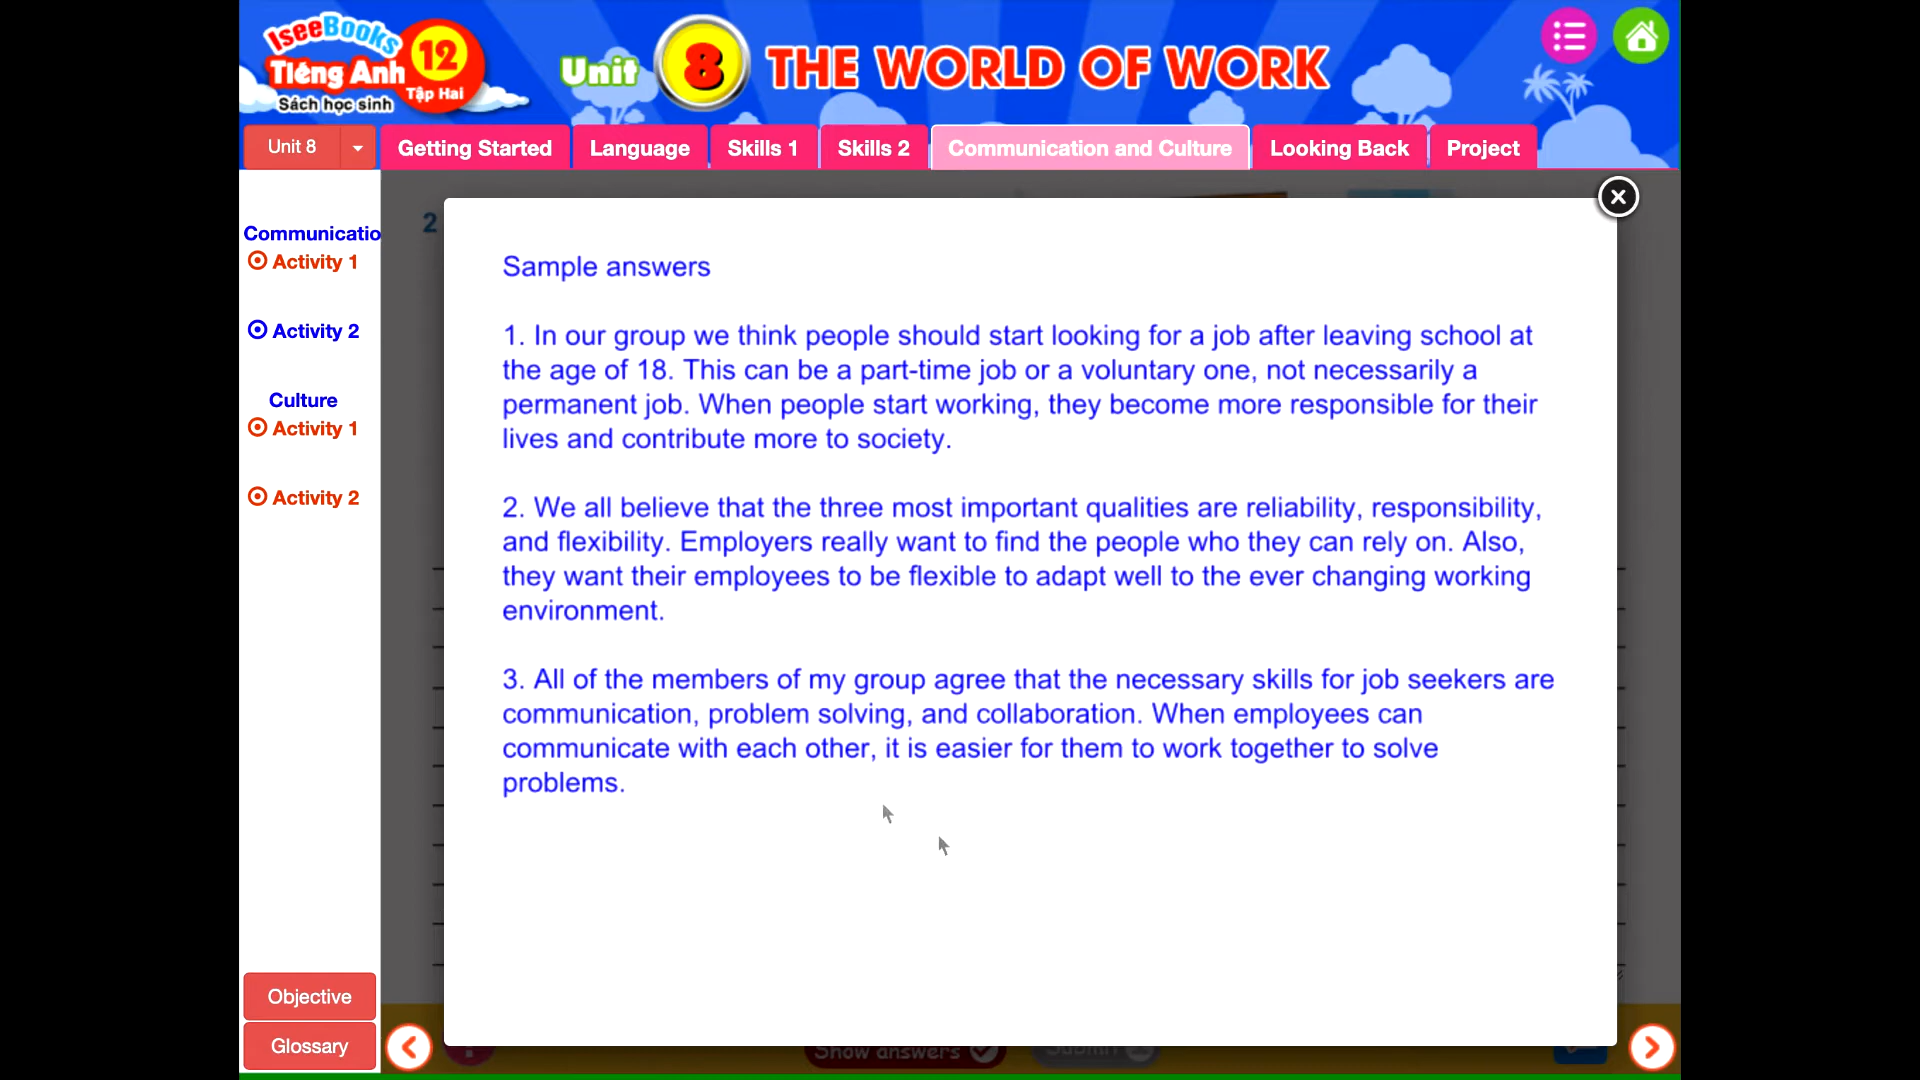 IseeBooks
Tiếng Anh 12
Tập Hai
Sách học sinh
Unit 8 THE WORLD OF WORK
Unit 8
Getting Started
Language
Skills 1
Skills 2
Communication and Culture
Looking Back
Project
Communicatio
Activity 1
Activity 2
Culture
Activity 1
Activity 2
Objective
Glossary
2
Sample answers
1. In our group we think people should start looking for a job after leaving school at
the age of 18. This can be a part-time job or a voluntary one, not necessarily a
permanent job. When people start working, they become more responsible for their
lives and contribute more to society.
2. We all believe that the three most important qualities are reliability, responsibility,
and flexibility. Employers really want to find the people who they can rely on. Also,
they want their employees to be flexible to adapt well to the ever changing working
environment.
3. All of the members of my group agree that the necessary skills for job seekers are
communication, problem solving, and collaboration. When employees can
communicate with each other, it is easier for them to work together to solve
problems.
Show answers
Submit